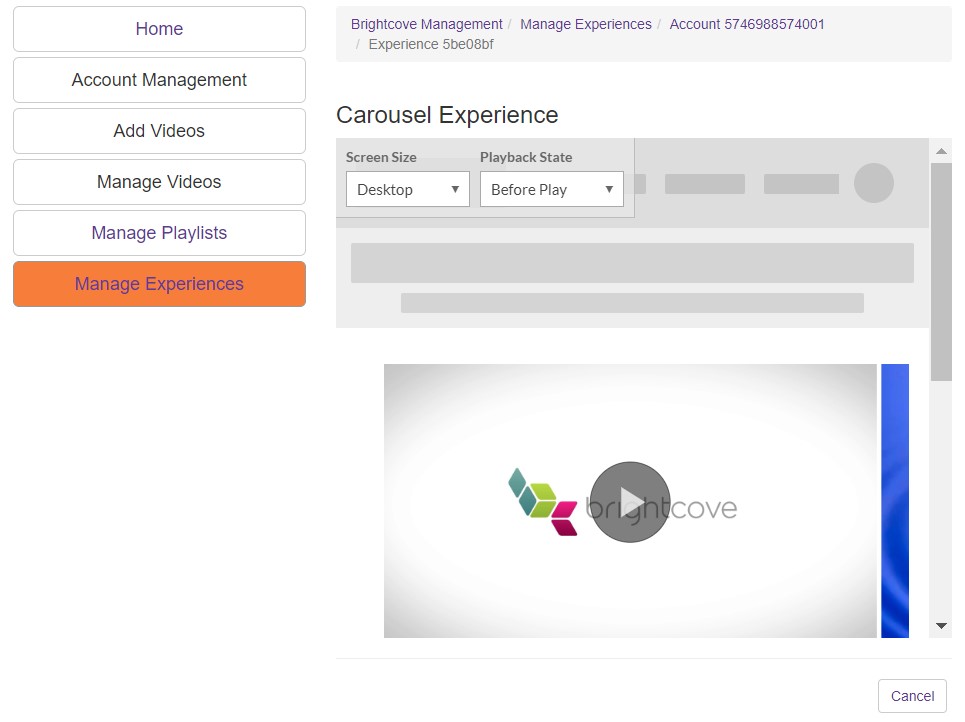 Home
Account Management
Add Videos
Manage Videos
Manage Playlists
Manage Experiences
Brightcove Management / Manage Experiences / Account 5746988574001
/ Experience 5be08bf
Carousel Experience
Screen Size Playback State
Desktop Before Play
brightcove
Cancel